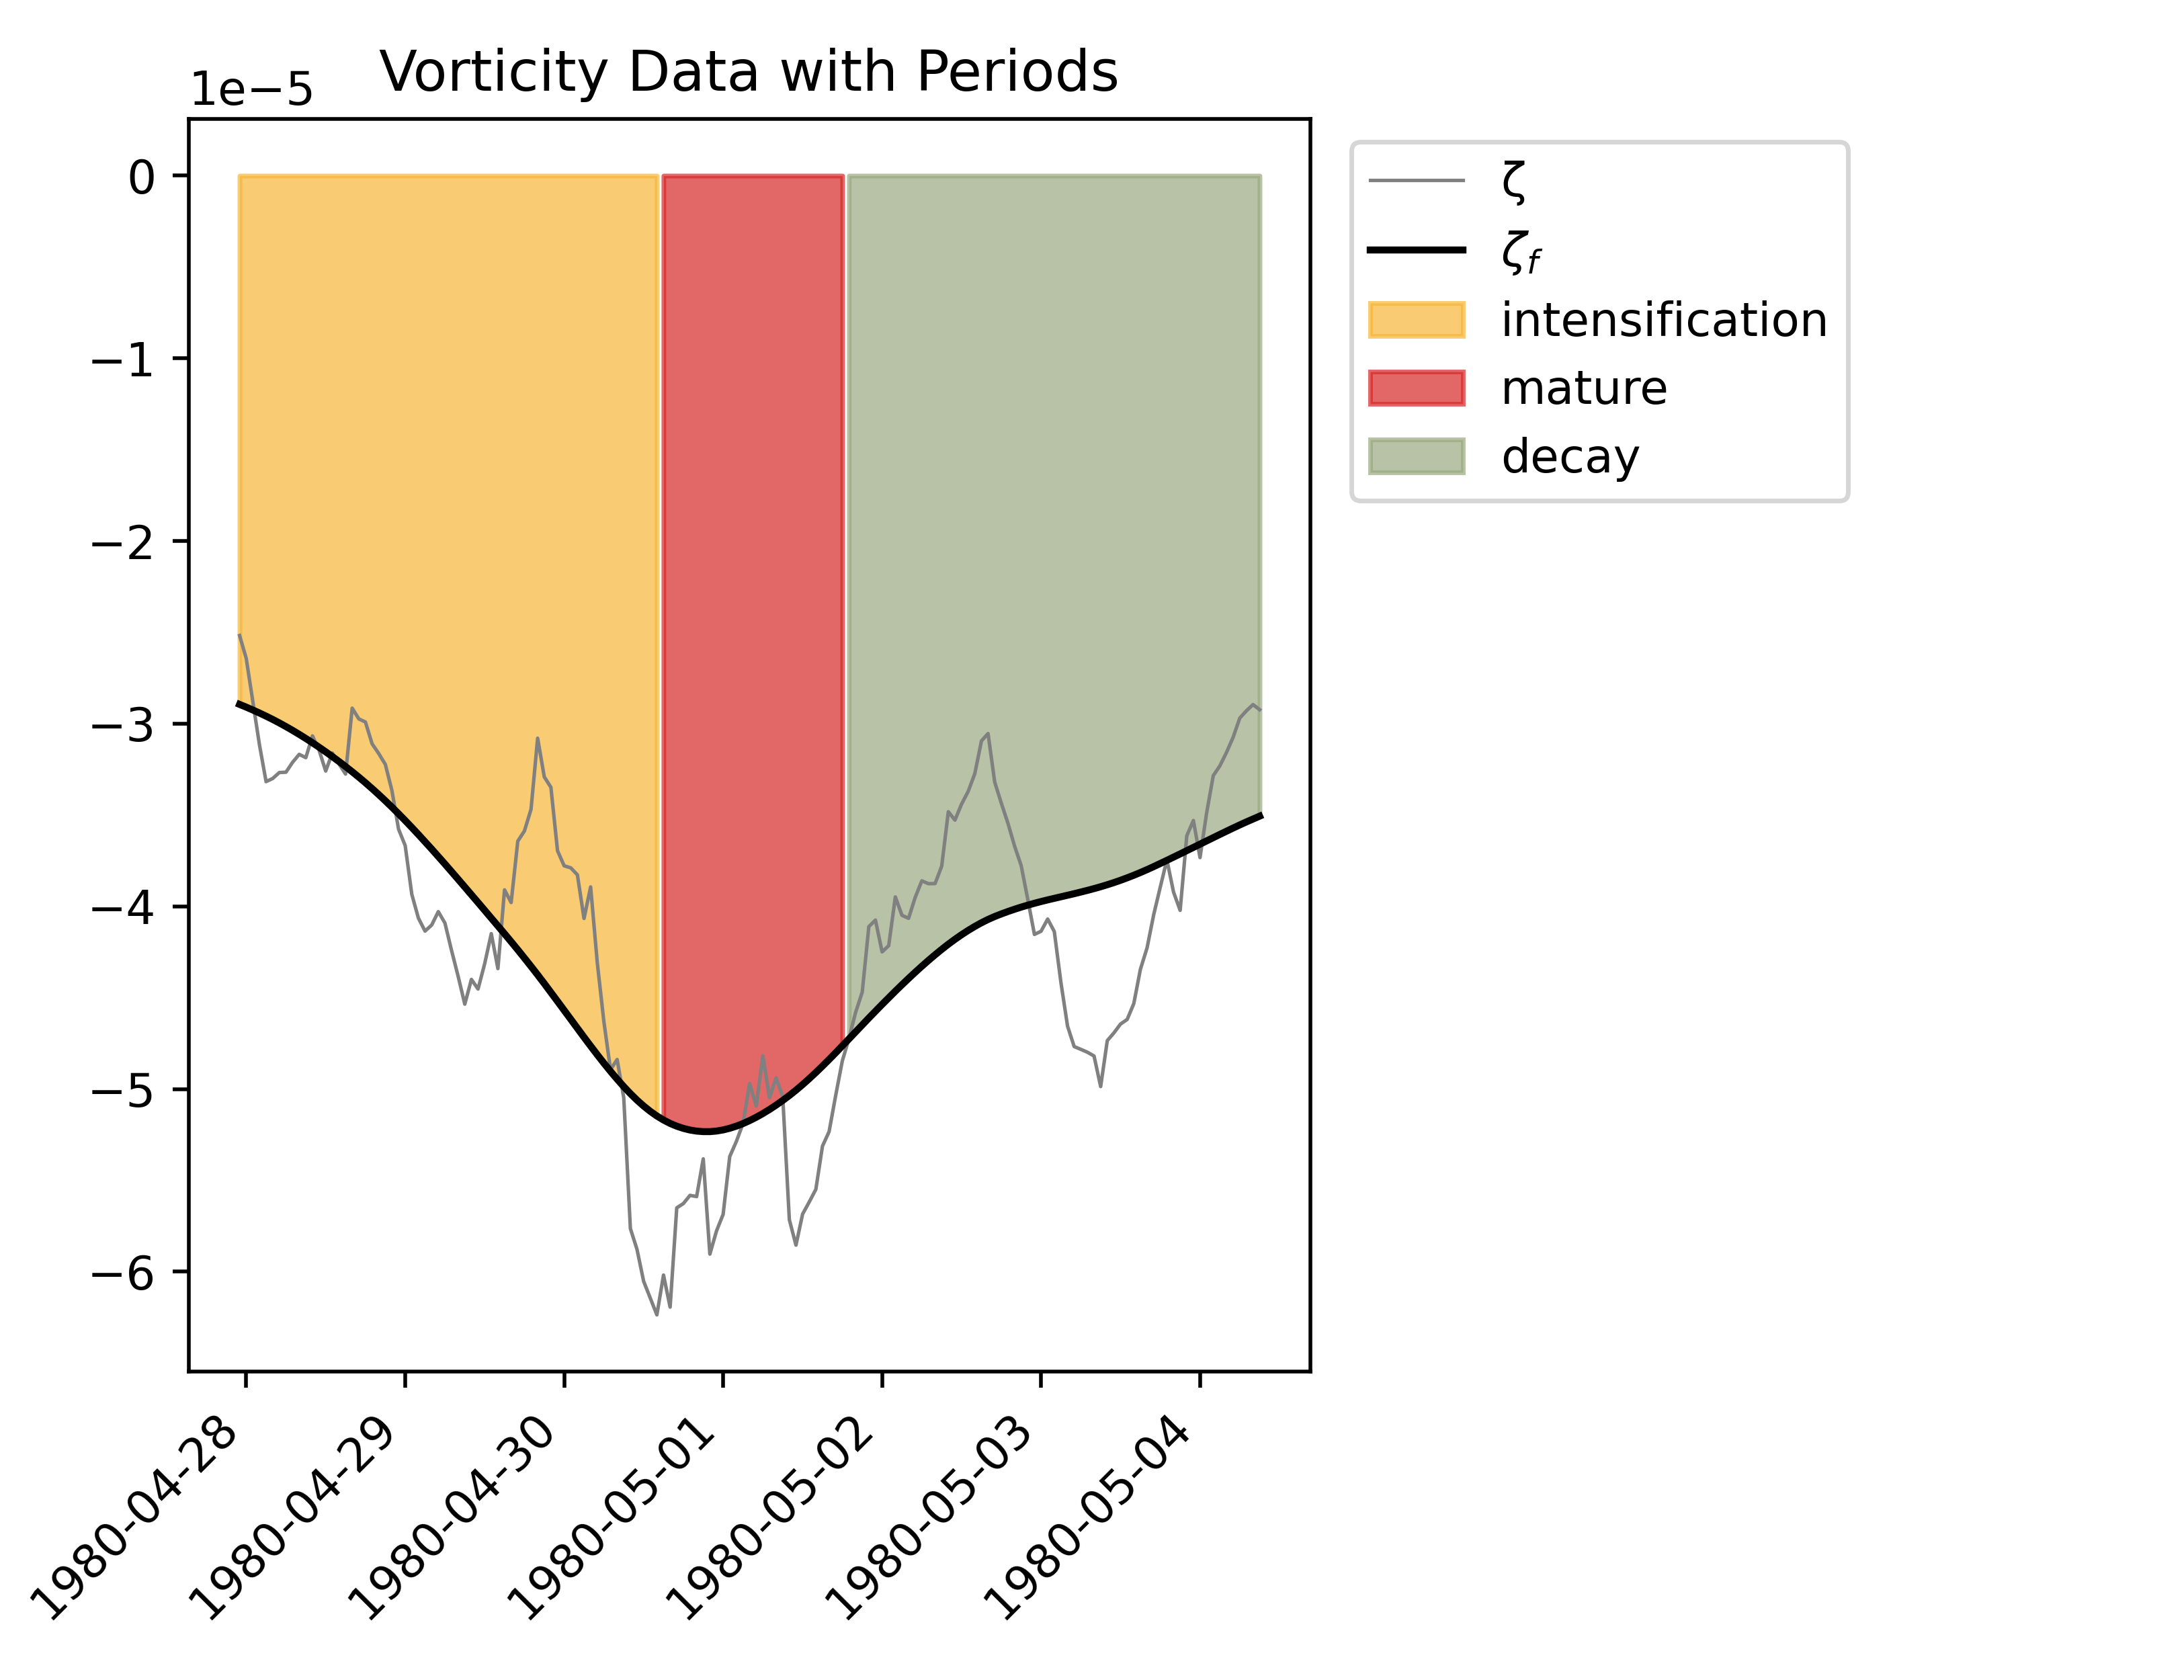 Vorticity Data with Periods
1e−5
0
−1
−2
−3
−4
−5
−6
1980-04-28
1980-04-29
1980-04-30
1980-05-01
1980-05-02
1980-05-03
1980-05-04
ζ
ζf
intensification
mature
decay